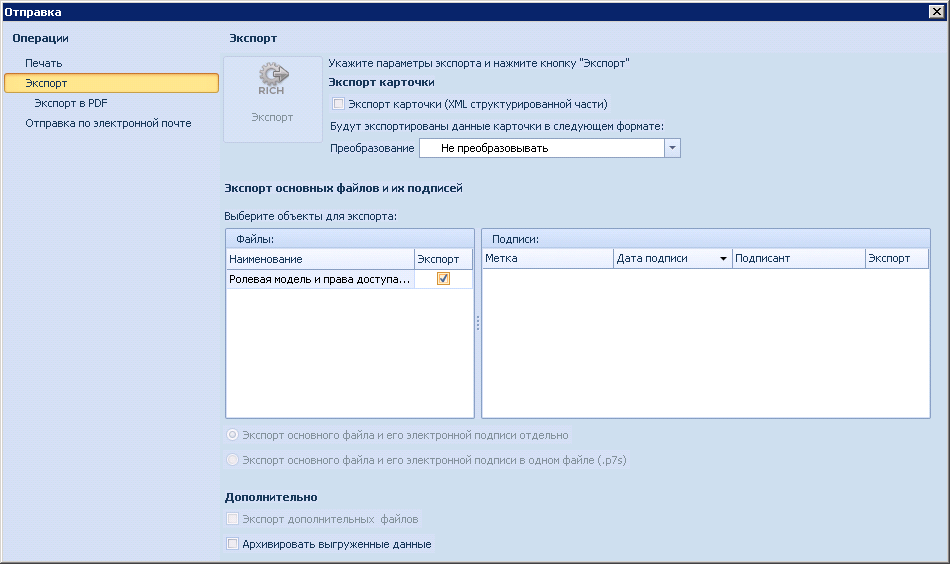 Отправка
Операции
Печать
Экспорт
Экспорт в PDF
Отправка по электронной почте
Экспорт
RICH
Экспорт
Укажите параметры экспорта и нажмите кнопку "Экспорт"
Экспорт карточки
Экспорт карточки (XML структурированной части)
Будут экспортированы данные карточки в следующем формате:
Преобразование Не преобразовывать
Экспорт основных файлов и их подписей
Выберите объекты для экспорта:
Файлы:
Наименование Экспорт
Ролевая модель и права доступа...
Подписи:
Метка Дата подписи Подписант Экспорт
Экспорт основного файла и его электронной подписи отдельно
Экспорт основного файла и его электронной подписи в одном файле (.p7s)
Дополнительно
Экспорт дополнительных файлов
Архивировать выгруженные данные